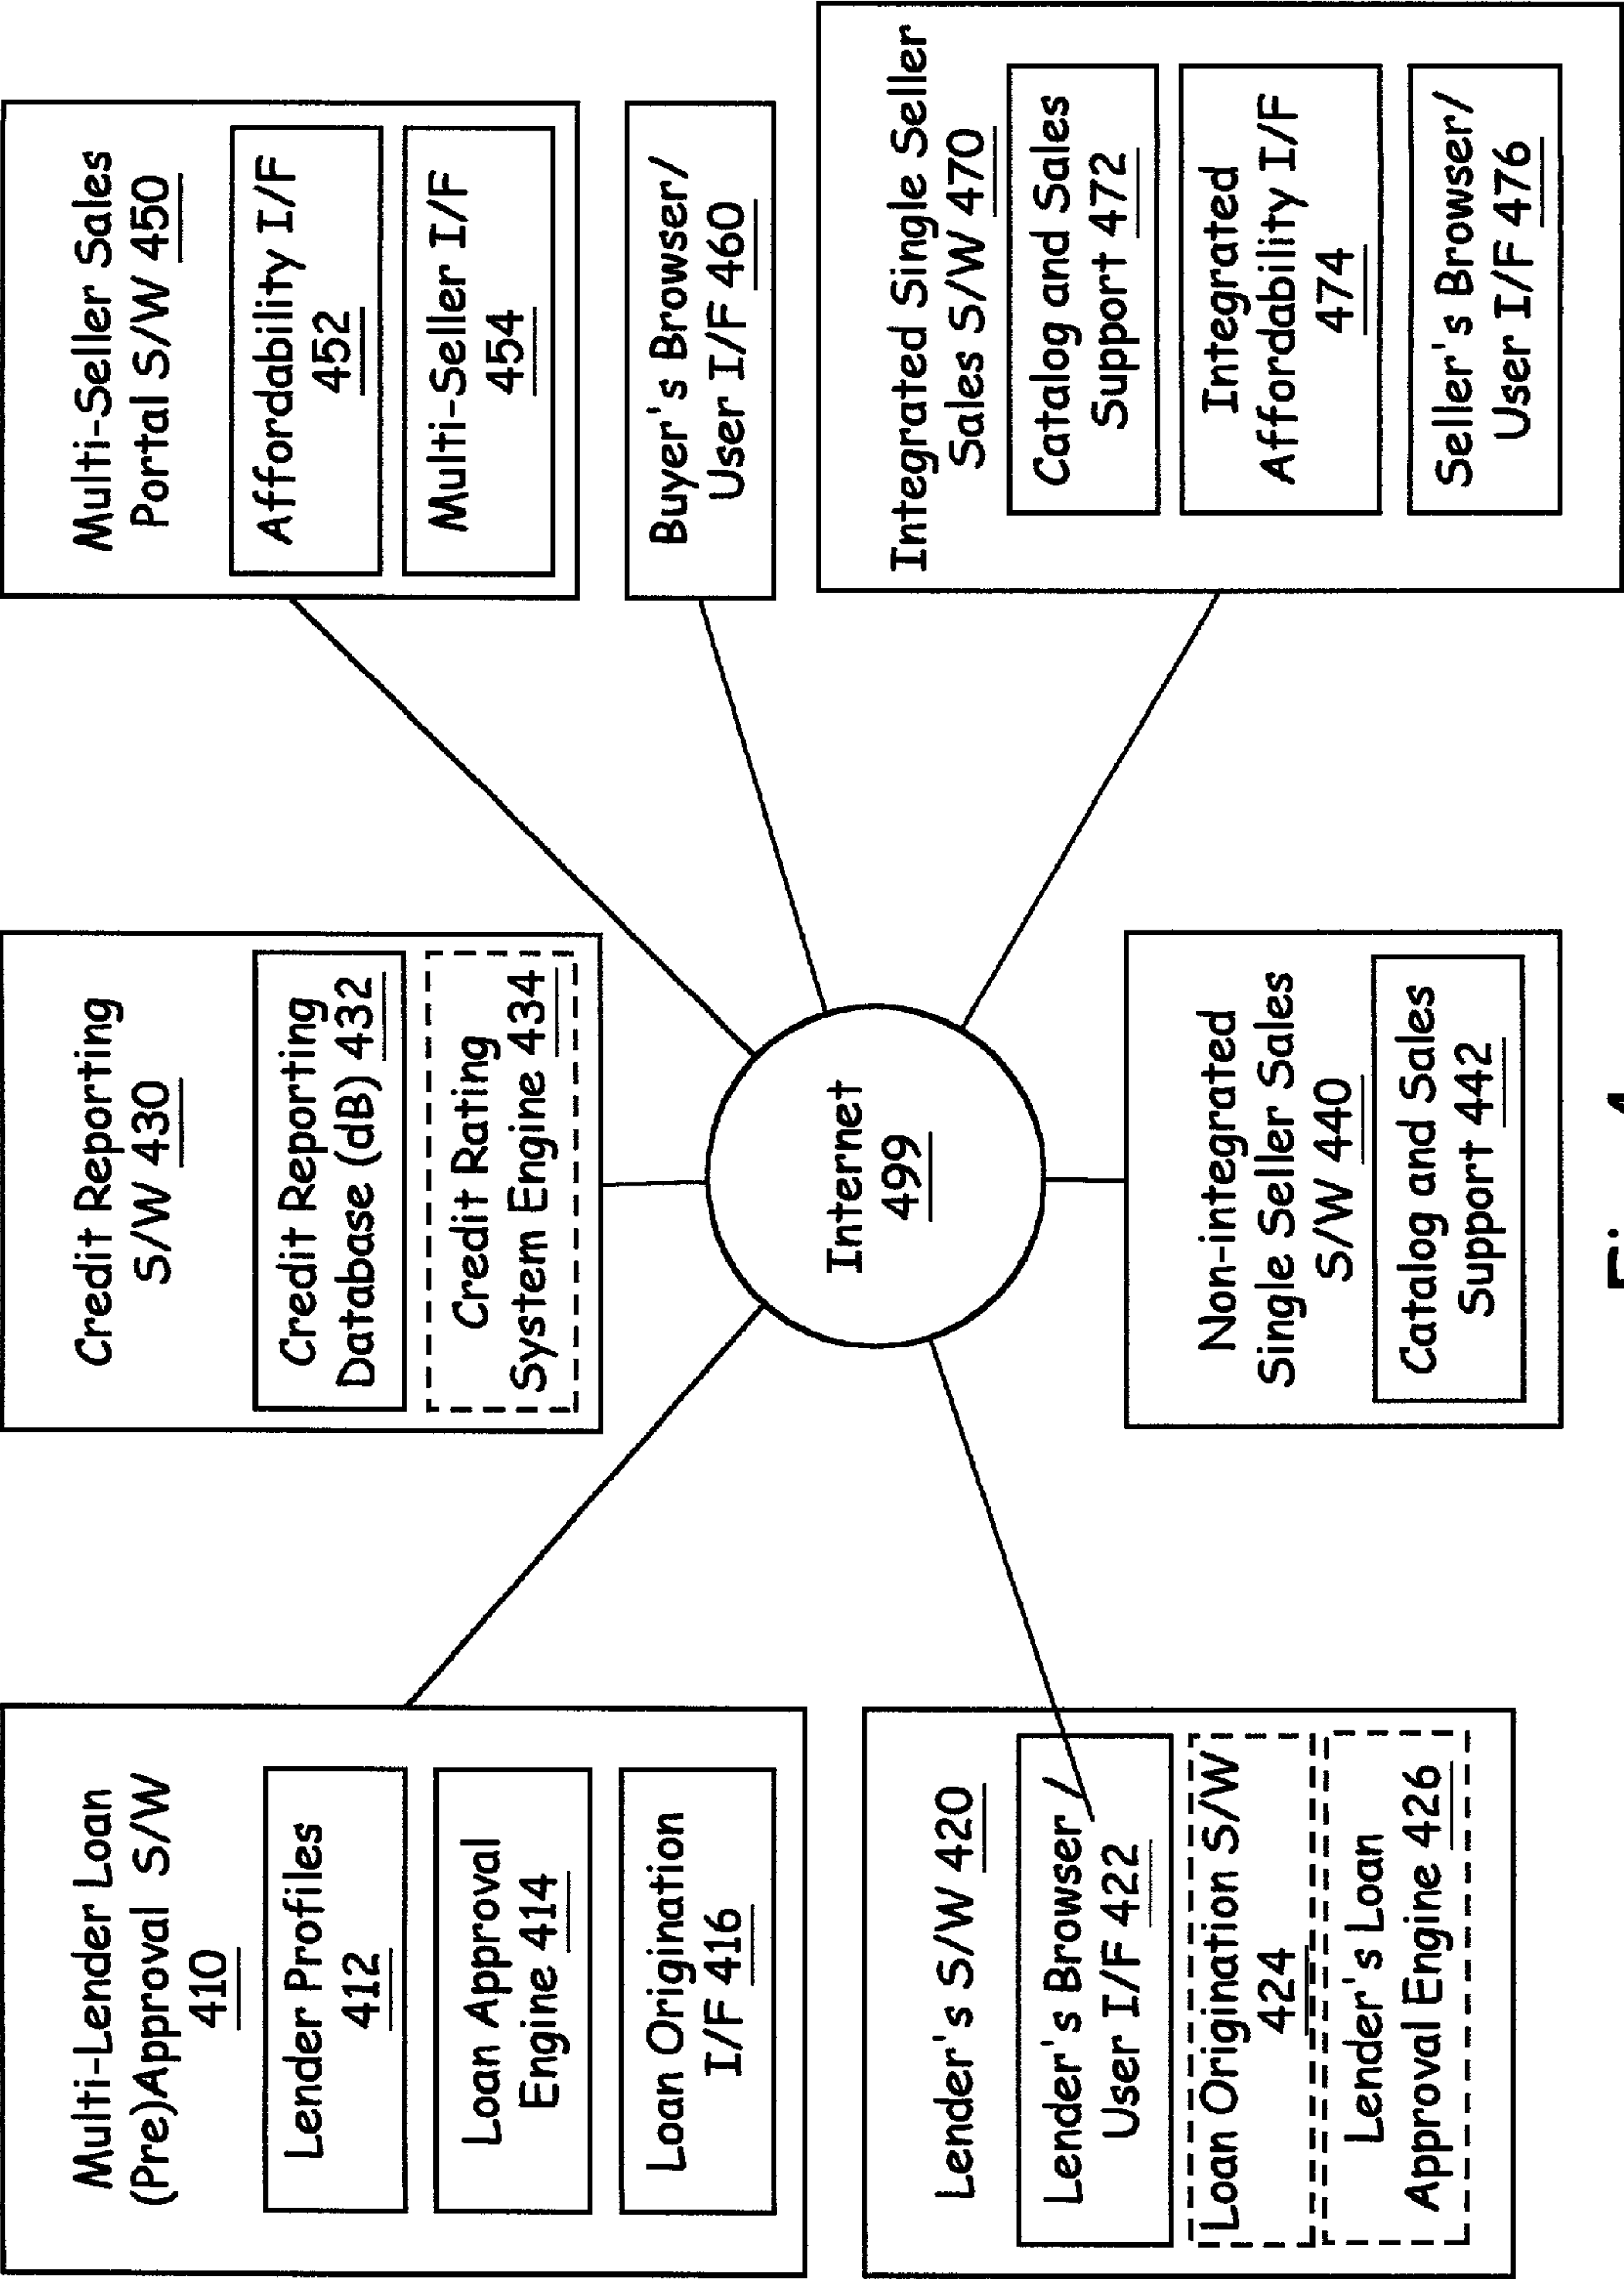 Multi-Lender Loan
(Pre)Approval S/W
410
Lender Profiles
412
Loan Approval
Engine 414
Loan Origination
I/F 416
Lender's S/W 420
Lender's Browser /
User I/F 422
Loan Origination S/W
424
Lender's Loan
Approval Engine 426
Credit Reporting
S/W 430
Credit Reporting
Database (dB) 432
Credit Rating
System Engine 434
Internet
499
Non-integrated
Single Seller Sales
S/W 440
Catalog and Sales
Support 442
Multi-Seller Sales
Portal S/W 450
Affordability I/F
452
Multi-Seller I/F
454
Buyer's Browser/
User I/F 460
Integrated Single Seller
Sales S/W 470
Catalog and Sales
Support 472
Integrated
Affordability I/F
474
Seller's Browser/
User I/F 476